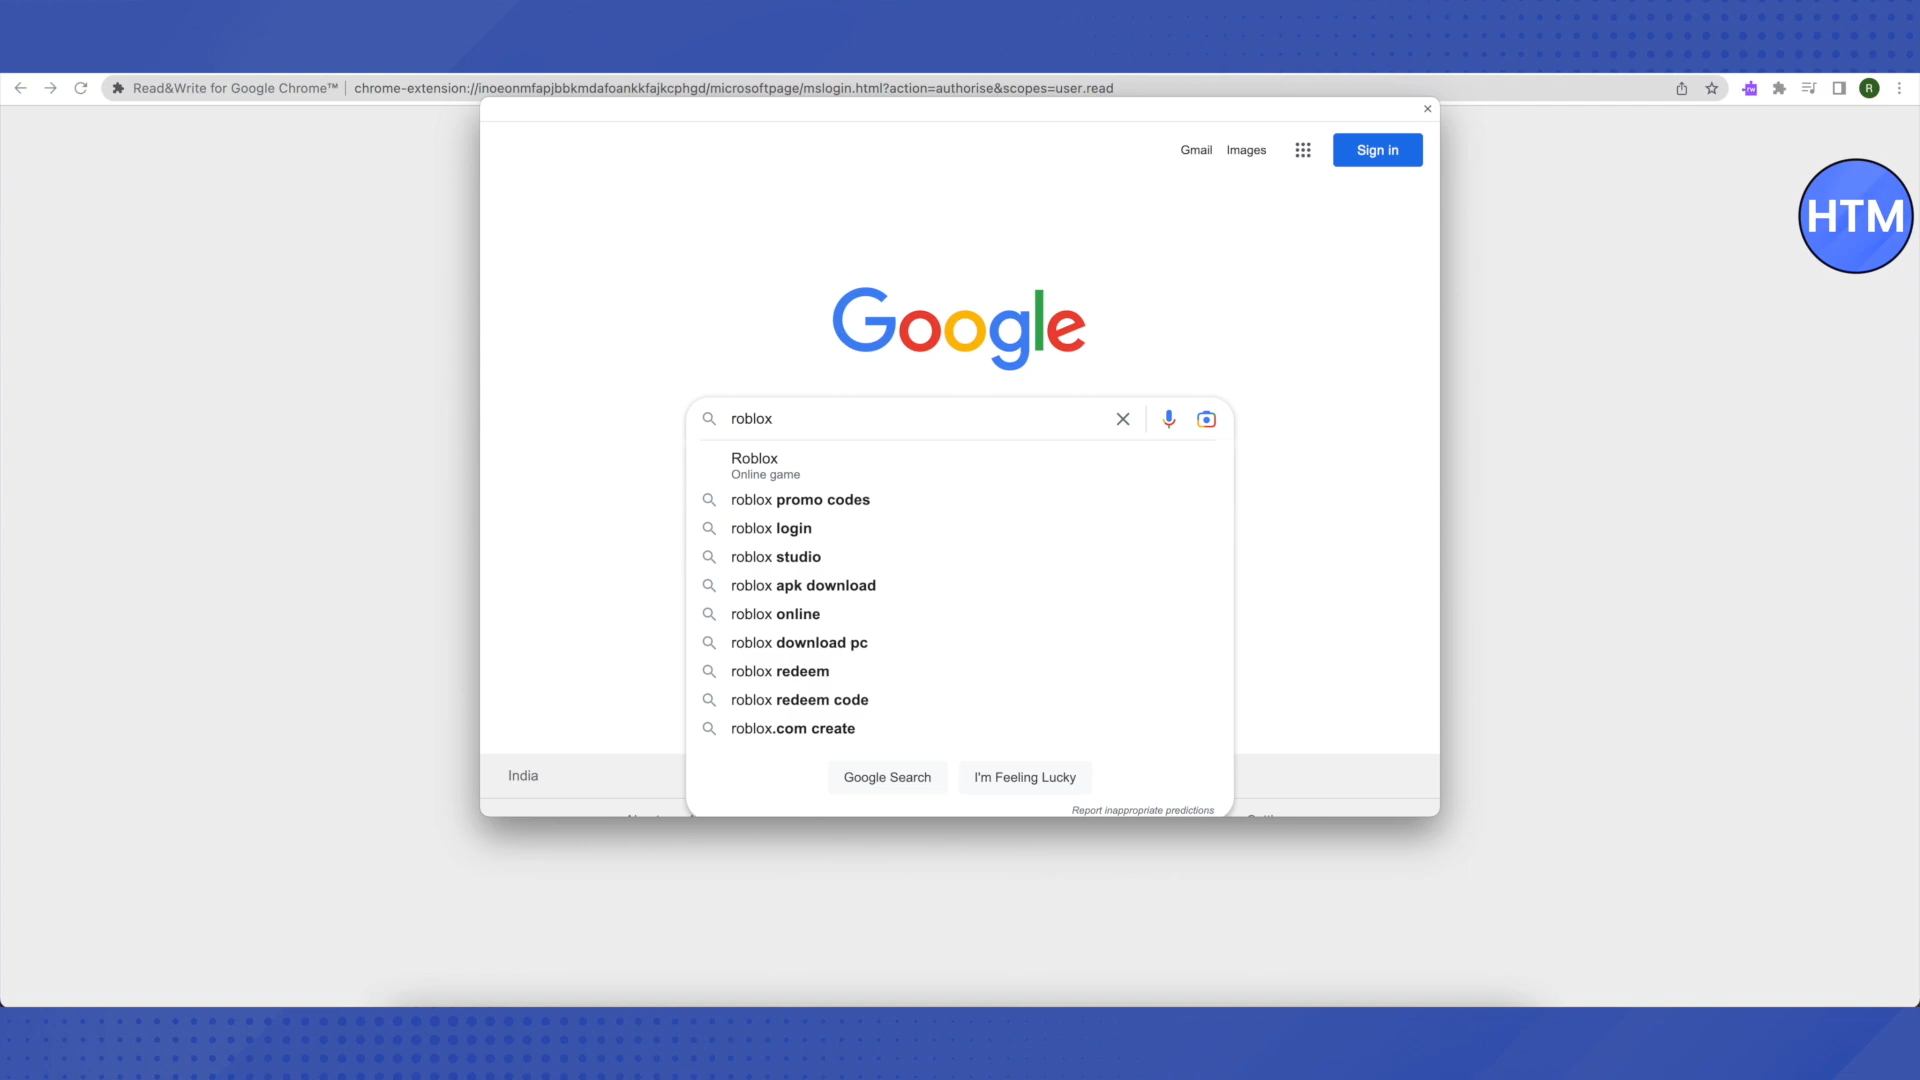 Read&Write for Google Chrome™ | chrome-extension://inoeonmfapjbbkmdafoankkfajkcphgd/microsoftpage/mslogin.html?action=authorise&scopes=user.read
rw
R
Gmail Images Sign in
HTM
Google
roblox
Roblox
Online game
roblox promo codes
roblox login
roblox studio
roblox apk download
roblox online
roblox download pc
roblox redeem
roblox redeem code
roblox.com create
India
Google Search I'm Feeling Lucky
Report inappropriate predictions